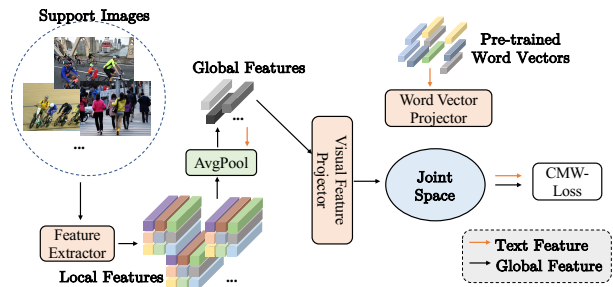 Support Images
...
Feature
Extractor
Local Features
...
Global Features
...
AvgPool
Visual Feature
Projector
Pre-trained
Word Vectors
Word Vector
Projector
Joint
Space
CMW-
Loss
Text Feature
Global Feature